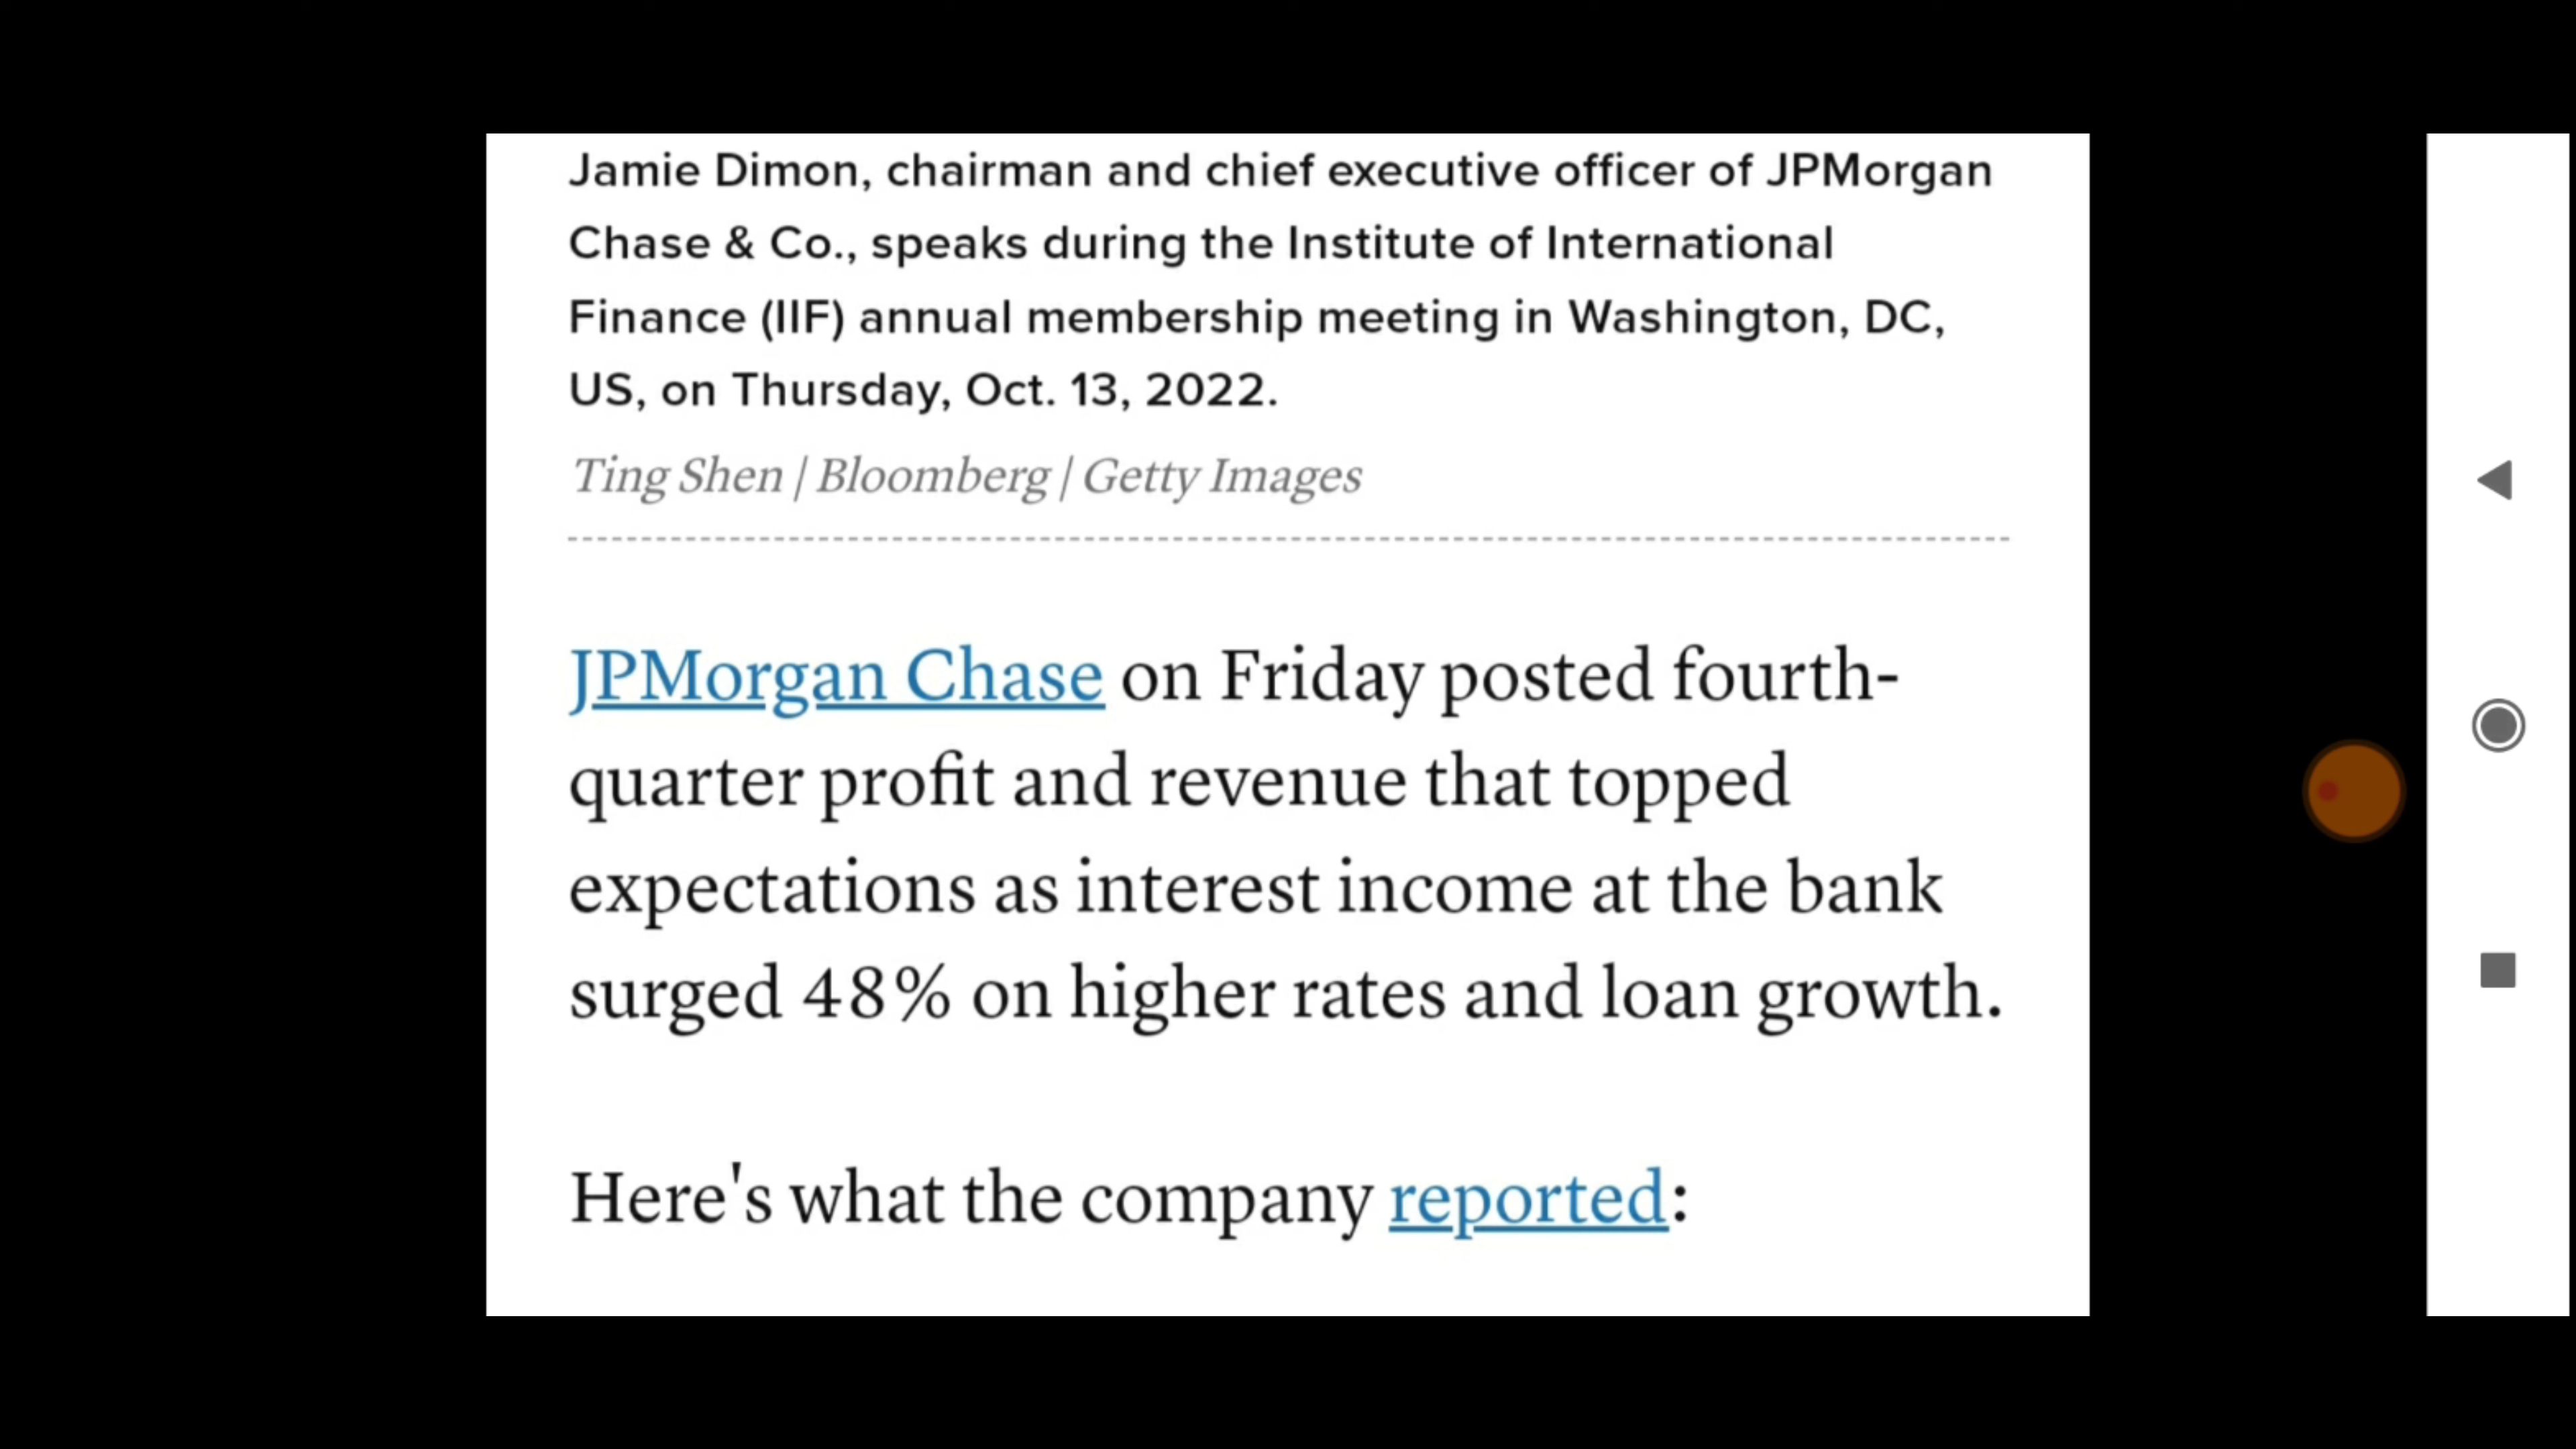 Jamie Dimon, chairman and chief executive officer of JPMorgan
Chase & Co., speaks during the Institute of International
Finance (IIF) annual membership meeting in Washington, DC,
US, on Thursday, Oct. 13, 2022.
Ting Shen | Bloomberg | Getty Images
JPMorgan Chase on Friday posted fourth-
quarter profit and revenue that topped
expectations as interest income at the bank
surged 48% on higher rates and loan growth.
Here's what the company reported: